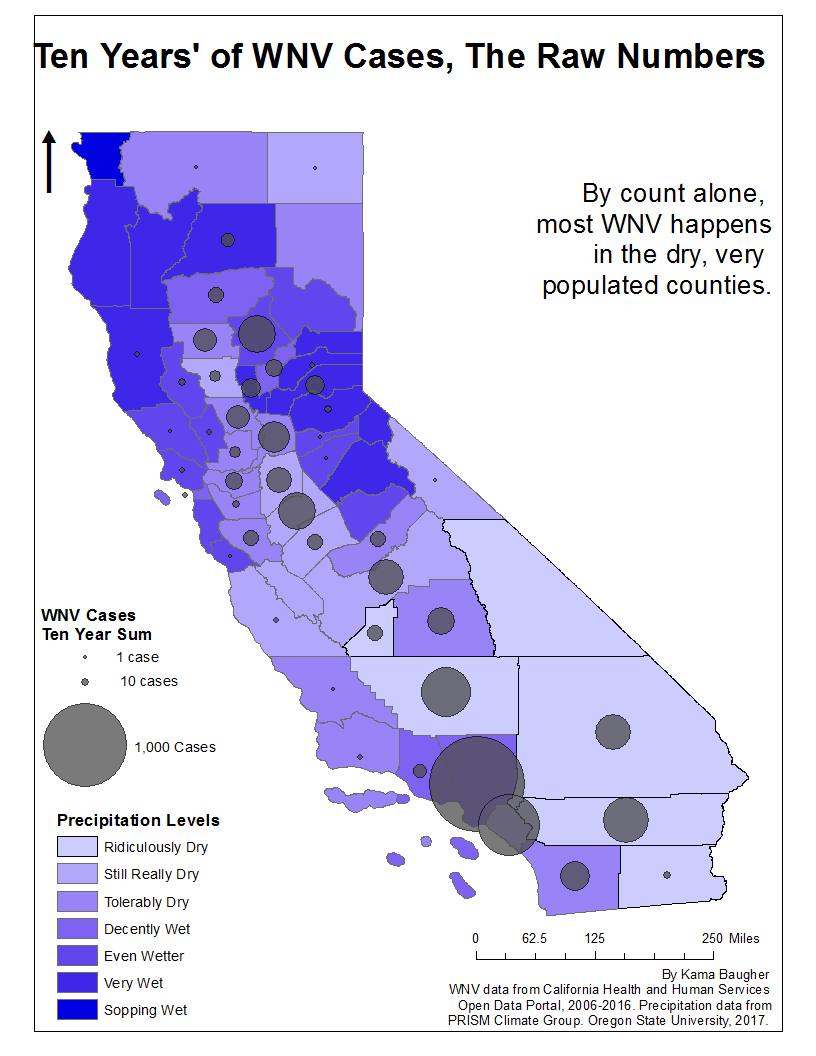 Ten Years' of WNV Cases, The Raw Numbers
By count alone,
most WNV happens
in the dry, very
populated counties.
WNV Cases
Ten Year Sum
1 case
10 cases
1,000 Cases
Precipitation Levels
Ridiculously Dry
Still Really Dry
Tolerably Dry
Decently Wet
Even Wetter
Very Wet
Sopping Wet
0 62.5 125 250 Miles
By Kama Baugher
WNV data from California Health and Human Services
Open Data Portal, 2006-2016. Precipitation data from
PRISM Climate Group. Oregon State University, 2017.